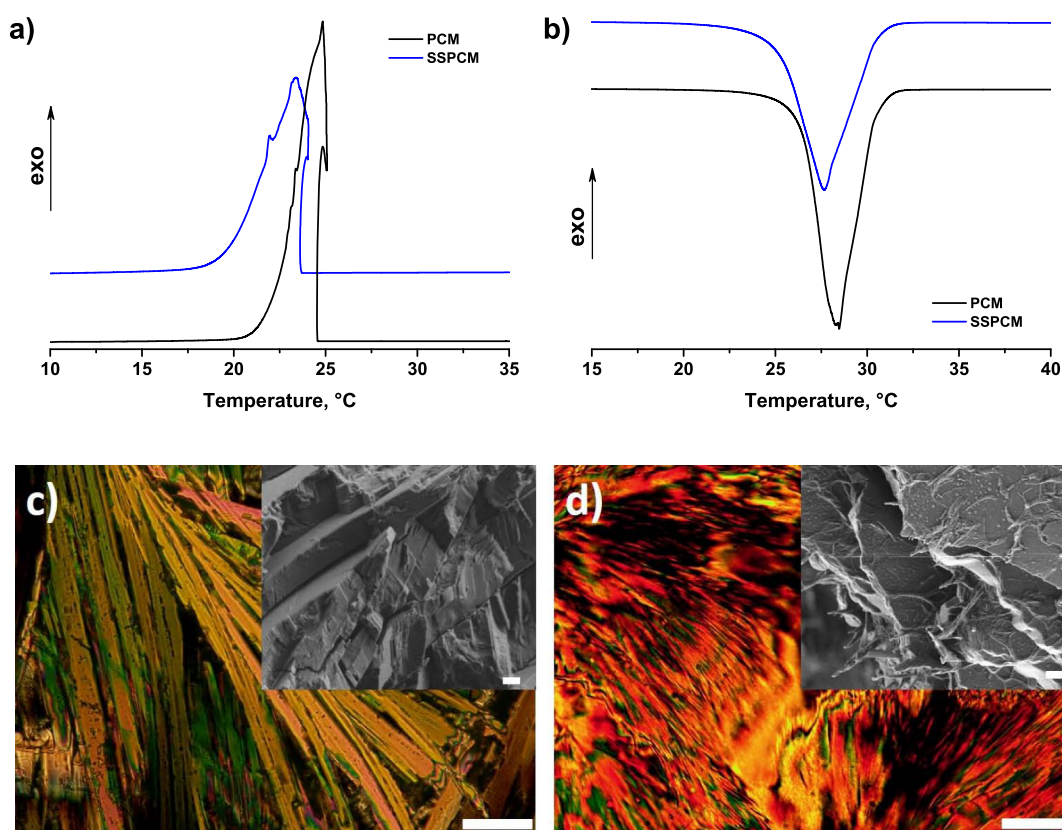 a)
PCM
SSPCM
exo
10 15 20 25 30 35
Temperature, °C
b)
exo
PCM
SSPCM
15 20 25 30 35 40
Temperature, °C
c)
d)